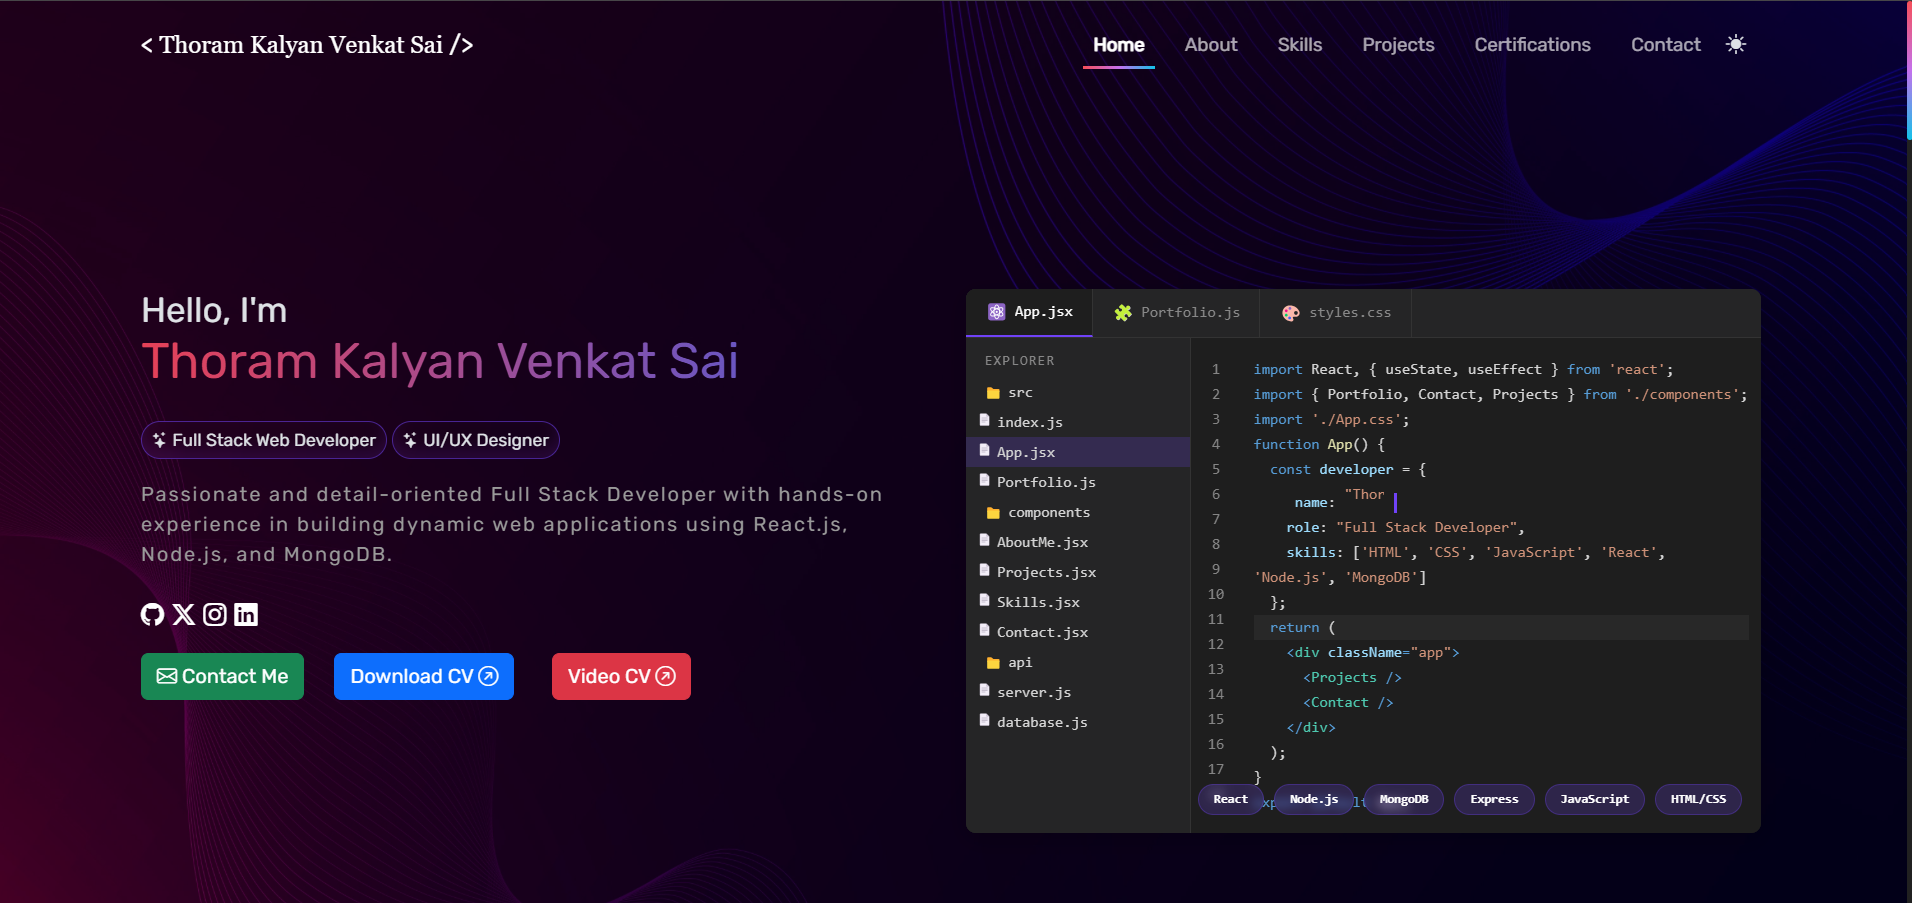 < Thoram Kalyan Venkat Sai />
Home About Skills Projects Certifications Contact
Hello, I'm
Thoram Kalyan Venkat Sai
Full Stack Web Developer UI/UX Designer
Passionate and detail-oriented Full Stack Developer with hands-on
experience in building dynamic web applications using React.js,
Node.js, and MongoDB.
Contact Me Download CV Video CV
App.jsx Portfolio.js styles.css
EXPLORER
src
index.js
App.jsx
Portfolio.js
components
AboutMe.jsx
Projects.jsx
Skills.jsx
Contact.jsx
api
server.js
database.js
1
2
3
4
5
6
7
8
9
10
11
12
13
14
15
16
17
import React, { useState, useEffect } from 'react';
import { Portfolio, Contact, Projects } from './components';
import './App.css';
function App() {
const developer = {
name: "Thor
role: "Full Stack Developer",
skills: ['HTML', 'CSS', 'JavaScript', 'React',
'Node.js', 'MongoDB']
};
return (
<div className="app">
<Projects />
<Contact />
</div>
);
}
React Node.js MongoDB Express JavaScript HTML/CSS